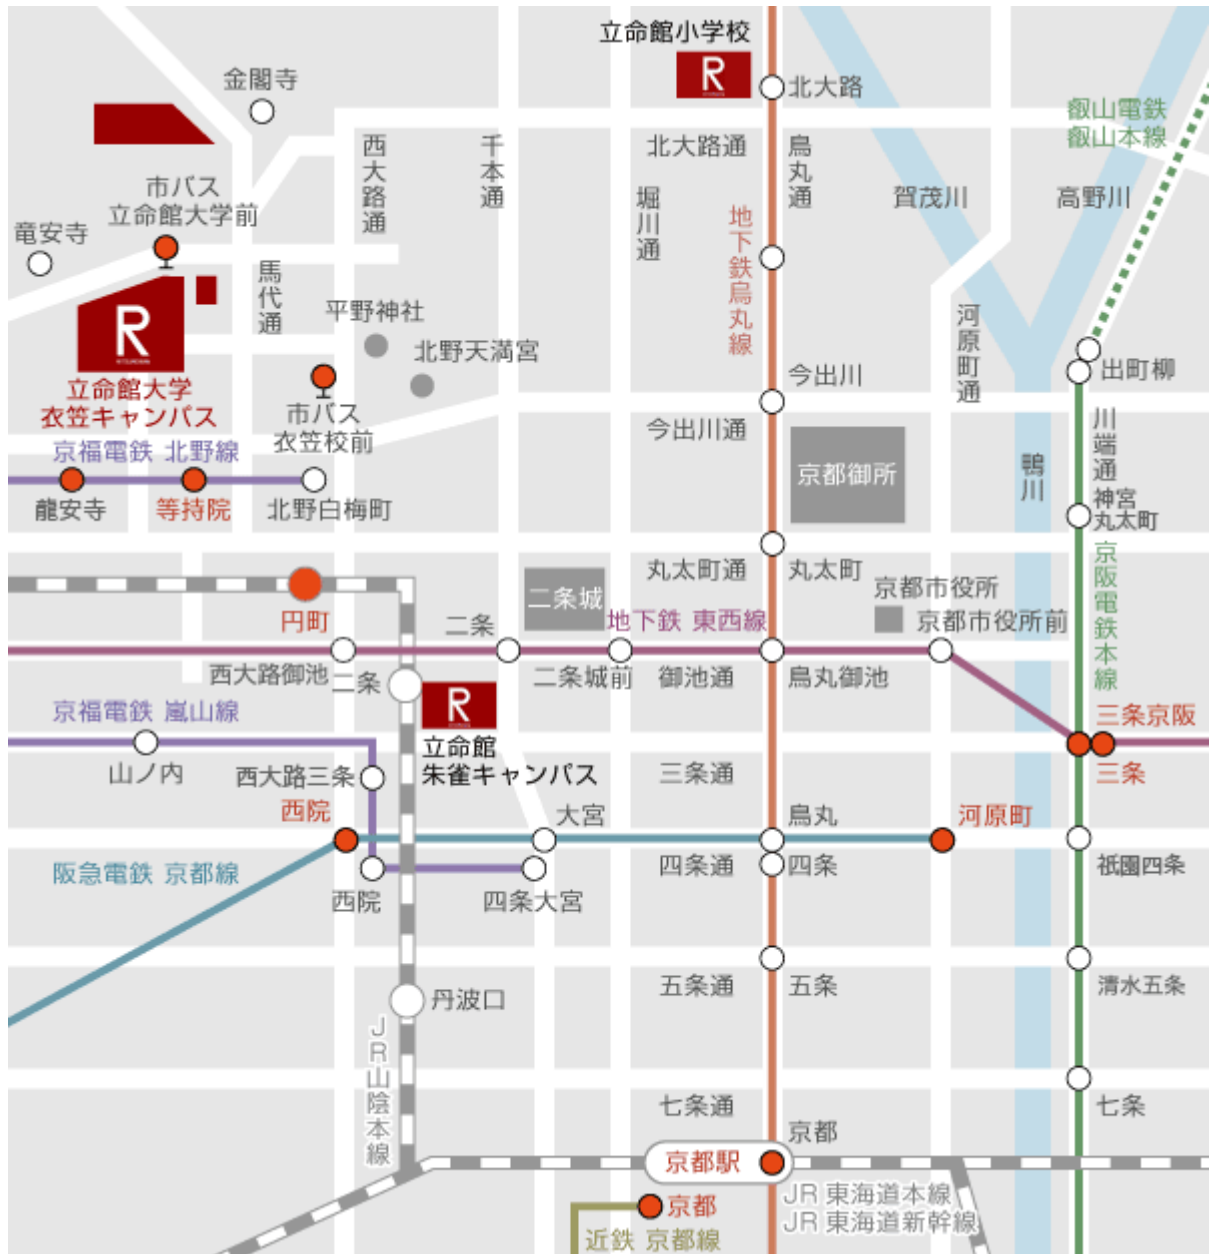 立命館小学校
R
北大路
金閣寺
叡山電鉄
叡山本線
北大路通
烏丸通
西大路通
千本通
堀川通
賀茂川
高野川
市バス
立命館大学前
竜安寺
地下鉄烏丸線
馬代通
平野神社
北野天満宮
河原町通
R
立命館大学
衣笠キャンパス
市バス
衣笠校前
今出川
今出川通
出町柳
川端通
京福電鉄 北野線
京都御所
鴨川
龍安寺
等持院
北野白梅町
神宮
丸太町
京阪電鉄本線
丸太町通
丸太町
京都市役所
京都市役所前
円町
二条城
地下鉄 東西線
二条
西大路御池
二条
二条城前
御池通
烏丸御池
京福電鉄 嵐山線
R
立命館
朱雀キャンパス
三条京阪
三条
山ノ内
西大路三条
三条通
西院
大宮
烏丸
河原町
阪急電鉄 京都線
四条通
四条
祇園四条
西院
四条大宮
五条通
五条
清水五条
丹波口
JR山陰本線
七条通
七条
京都
京都駅
京都
JR 東海道本線
JR 東海道新幹線
近鉄 京都線